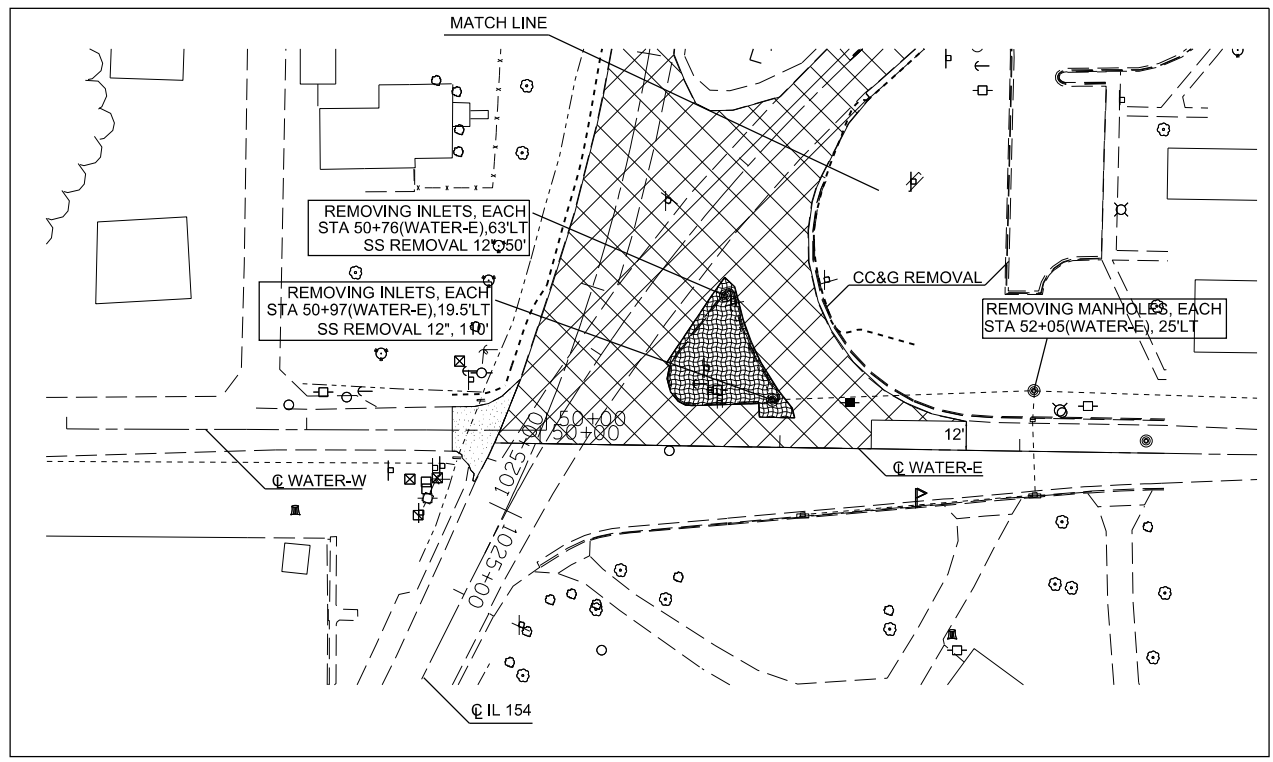 MATCH LINE
REMOVING INLETS, EACH
STA 50+76(WATER-E),63'LT
SS REMOVAL 12", 50'
REMOVING INLETS, EACH
STA 50+97(WATER-E),19.5'LT
SS REMOVAL 12", 110'
CC&G REMOVAL
REMOVING MANHOLES, EACH
STA 52+05(WATER-E), 25'LT
50+00
50+00
1025+00
1025+00
12'
℄ WATER-W
℄ WATER-E
℄ IL 154